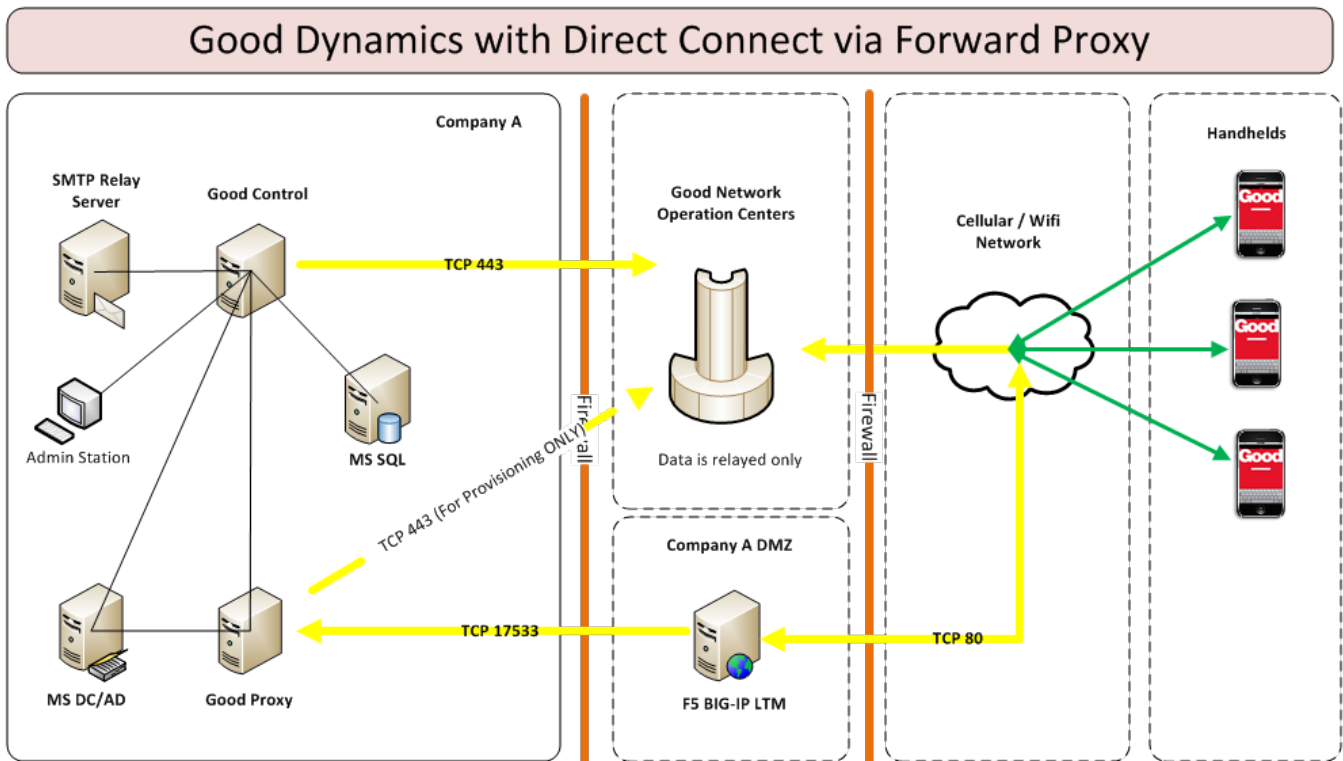 Good Dynamics with Direct Connect via Forward Proxy
Company A
SMTP Relay
Server
Good Control
TCP 443
Admin Station
MS SQL
TCP 443 (For Provisioning ONLY)
MS DC/AD
Good Proxy
TCP 17533
Firewall
Good Network
Operation Centers
Data is relayed only
Company A DMZ
F5 BIG-IP LTM
Firewall
Cellular / Wifi
Network
TCP 80
Handhelds
Good
Good
Good